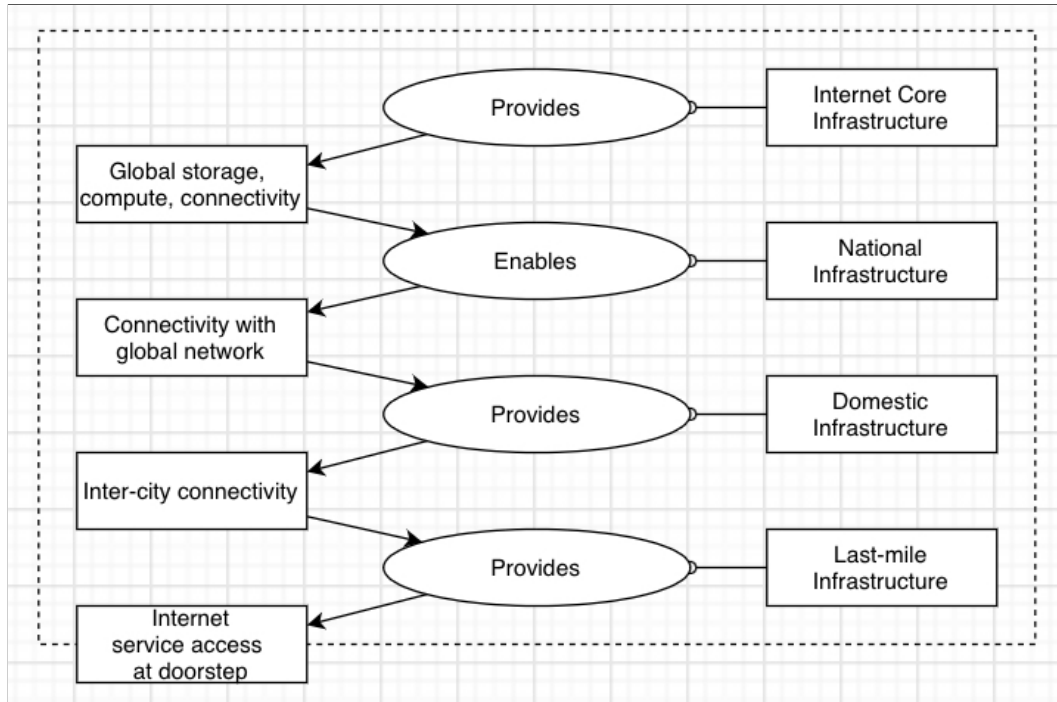 Provides
Internet Core
Infrastructure
Global storage,
compute, connectivity
Enables
National
Infrastructure
Connectivity with
global network
Provides
Domestic
Infrastructure
Inter-city connectivity
Provides
Last-mile
Infrastructure
Internet
service access
at doorstep